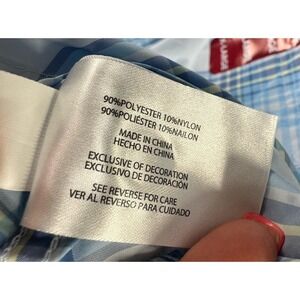 90%POLYESTER 10%NYLON
90%POLIÉSTER 10%NAILON
MADE IN CHINA
HECHO EN CHINA
EXCLUSIVE OF DECORATION
EXCLUSIVO DE DECORACIÓN
SEE REVERSE FOR CARE
VER AL REVERSO PARA CUIDADO